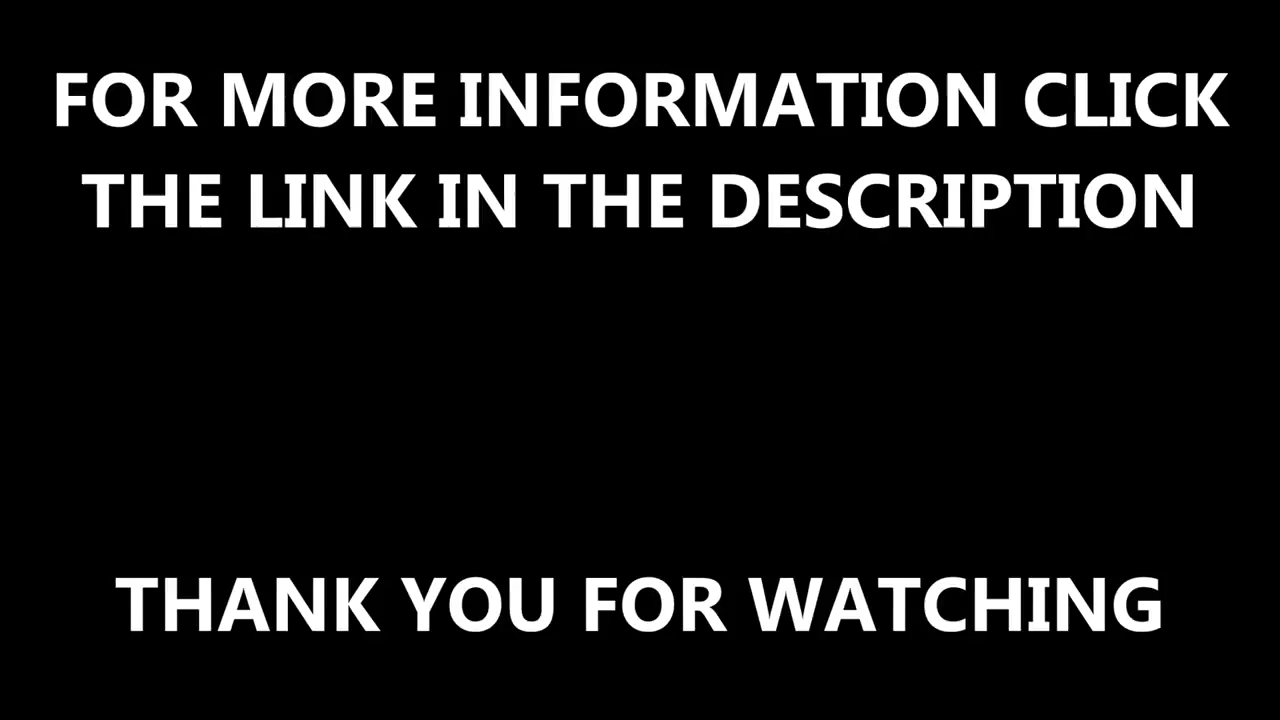 FOR MORE INFORMATION CLICK
THE LINK IN THE DESCRIPTION
THANK YOU FOR WATCHING